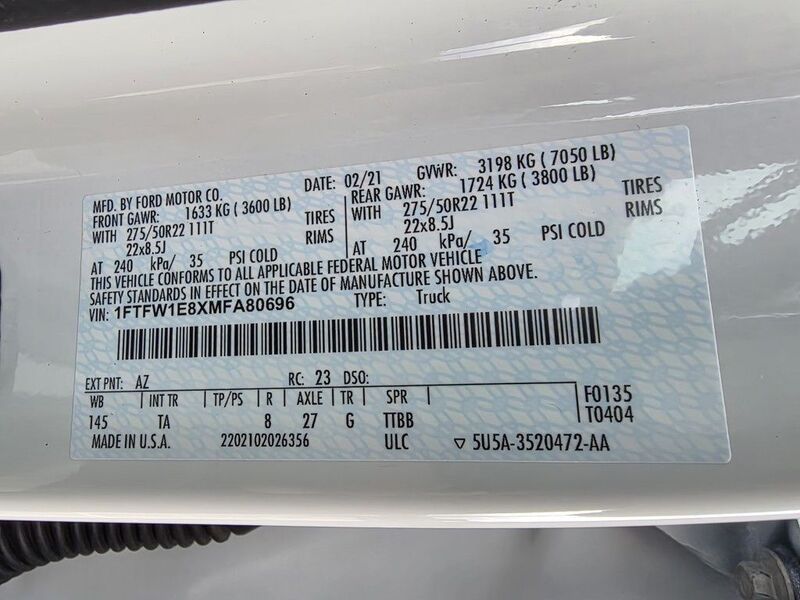 MFD. BY FORD MOTOR CO. DATE: 02/21 GVWR: 3198 KG ( 7050 LB)
FRONT GAWR: 1633 KG ( 3600 LB) REAR GAWR: 1724 KG ( 3800 LB)
WITH 275/50R22 111T TIRES WITH 275/50R22 111T TIRES
22x8.5J RIMS 22x8.5J RIMS
AT 240 kPa/ 35 PSI COLD AT 240 kPa/ 35 PSI COLD
THIS VEHICLE CONFORMS TO ALL APPLICABLE FEDERAL MOTOR VEHICLE
SAFETY STANDARDS IN EFFECT ON THE DATE OF MANUFACTURE SHOWN ABOVE.
VIN: 1FTFW1E8XMFA80696 TYPE: Truck
EXT PNT: AZ RC: 23 DSO:
WB INT TR TP/PS R AXLE TR SPR F0135
145 TA 8 27 G TTBB T0404
MADE IN U.S.A. 2202102026356 ULC ▽ 5U5A-3520472-AA